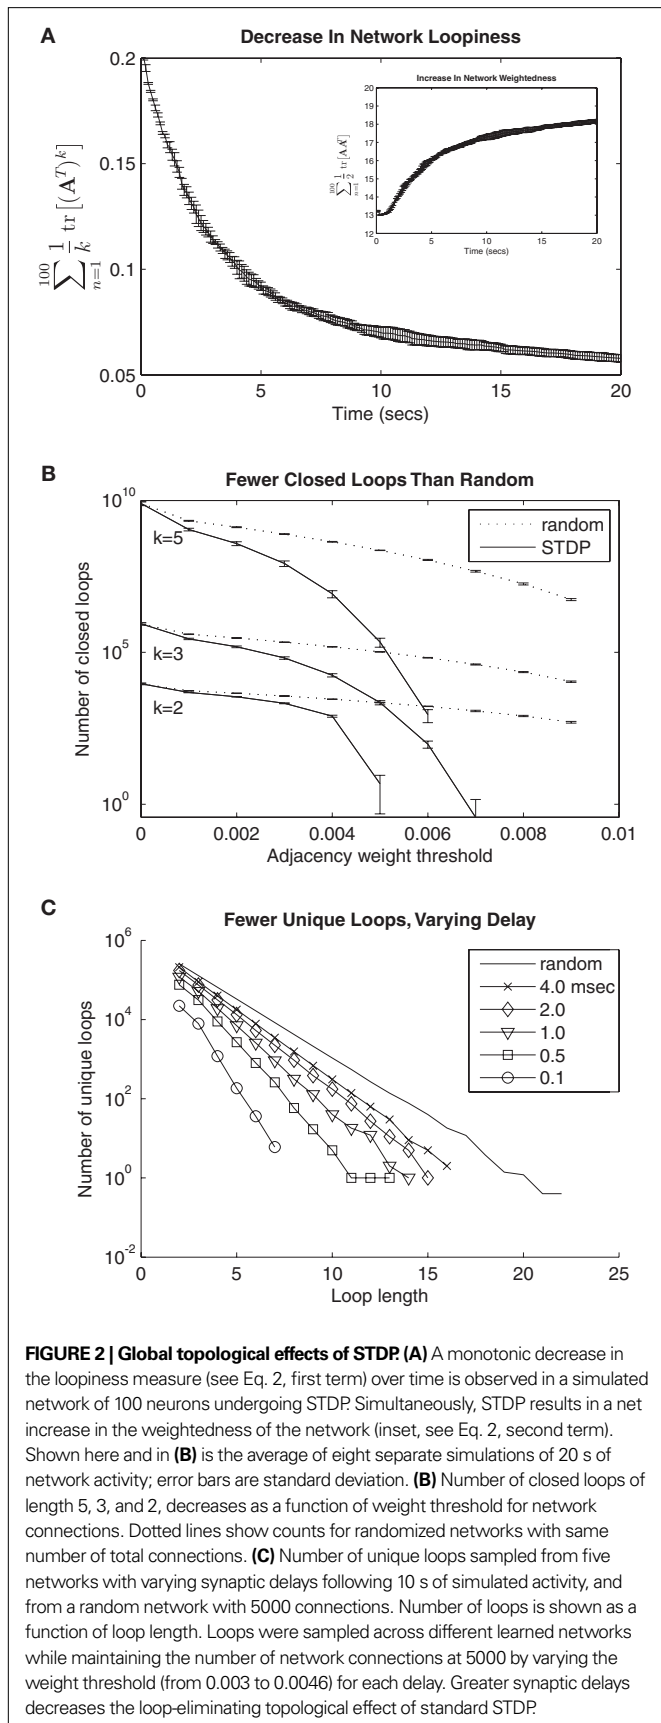 A
Decrease In Network Loopiness
0.2
0.15
0.1
0.05
0
5
10
15
20
Time (secs)
∑ n=1 100 1/k tr [(A^T)^k]
Increase In Network Weightedness
20
19
18
17
16
15
14
13
12
0
5
10
15
20
Time (secs)
∑ n=1 100 1/2 tr [AA^T]
B
Fewer Closed Loops Than Random
10^10
10^5
10^0
Number of closed loops
k=5
k=3
k=2
random
STDP
0
0.002
0.004
0.006
0.008
0.01
Adjacency weight threshold
C
Fewer Unique Loops, Varying Delay
10^6
10^4
10^2
10^0
10^-2
Number of unique loops
random
4.0 msec
2.0
1.0
0.5
0.1
0
5
10
15
20
25
Loop length
FIGURE 2 | Global topological effects of STDP. (A) A monotonic decrease in
the loopiness measure (see Eq. 2, first term) over time is observed in a simulated
network of 100 neurons undergoing STDP. Simultaneously, STDP results in a net
increase in the weightedness of the network (inset, see Eq. 2, second term).
Shown here and in (B) is the average of eight separate simulations of 20 s of
network activity; error bars are standard deviation. (B) Number of closed loops of
length 5, 3, and 2, decreases as a function of weight threshold for network
connections. Dotted lines show counts for randomized networks with same
number of total connections. (C) Number of unique loops sampled from five
networks with varying synaptic delays following 10 s of simulated activity, and
from a random network with 5000 connections. Number of loops is shown as a
function of loop length. Loops were sampled across different learned networks
while maintaining the number of network connections at 5000 by varying the
weight threshold (from 0.003 to 0.0046) for each delay. Greater synaptic delays
decreases the loop-eliminating topological effect of standard STDP.